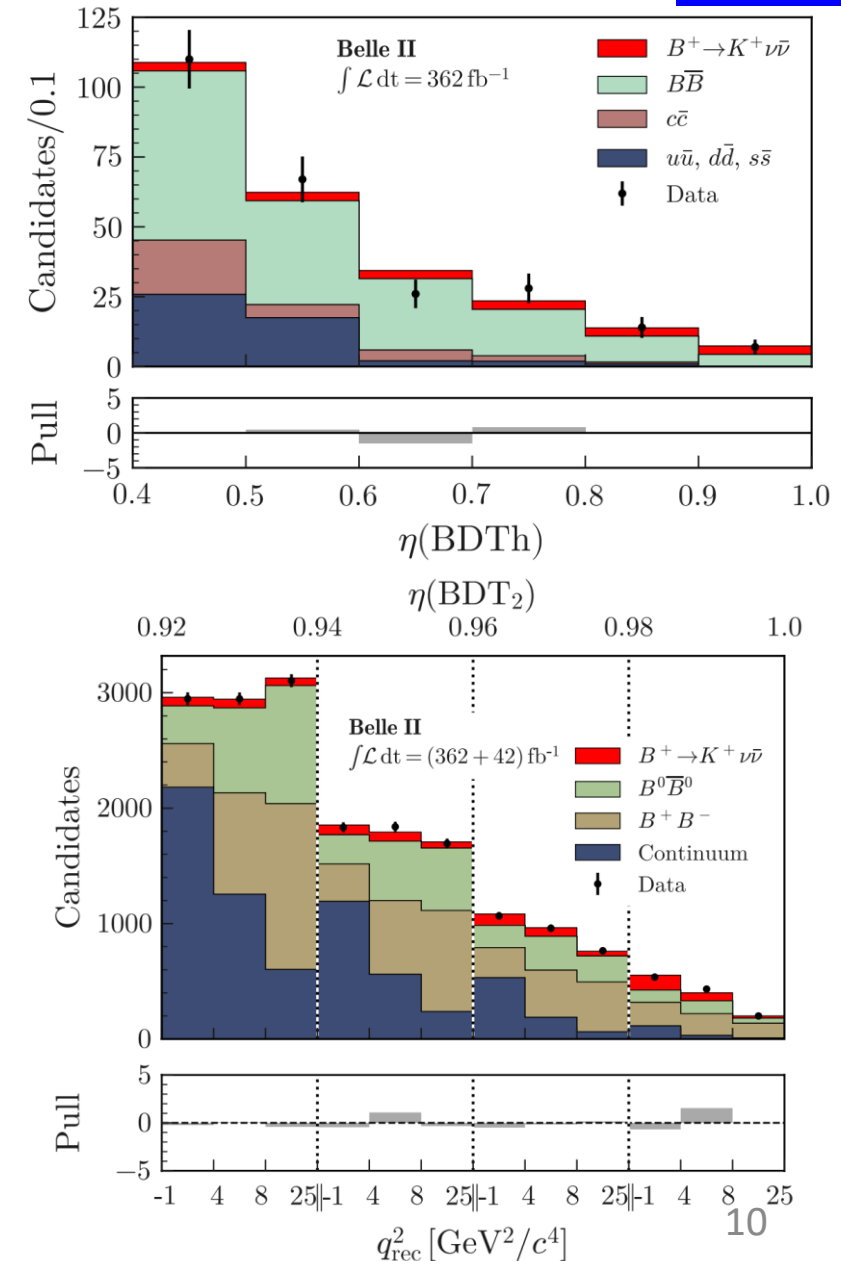 125
100
75
50
25
0
Candidates/0.1
Belle II
∫ 𝓛 dt = 362 fb⁻¹
B⁺→K⁺νν̄
BB̄
cc̄
uū, dd̄, ss̄
Data
5
0
−5
Pull
0.4 0.5 0.6 0.7 0.8 0.9 1.0
η(BDTh)
η(BDT₂)
0.92 0.94 0.96 0.98 1.0
3000
2000
1000
0
Candidates
Belle II
∫𝓛 dt = (362 + 42) fb⁻¹
B⁺→K⁺νν̄
B⁰B̄⁰
B⁺B⁻
Continuum
Data
5
0
−5
Pull
-1 4 8 25||-1 4 8 25||-1 4 8 25||-1 4 8 25
q²rec [GeV²/c⁴]
10